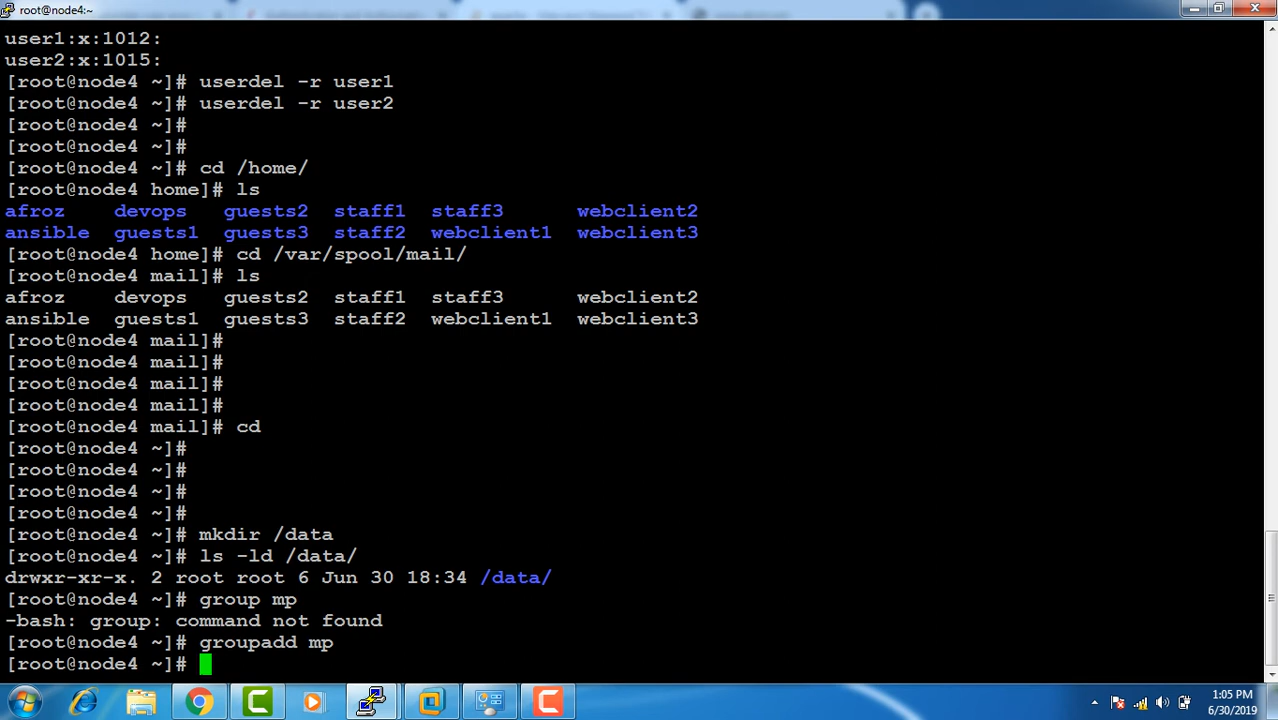 root@node4:~
user1:x:1012:
user2:x:1015:
[root@node4 ~]# userdel -r user1
[root@node4 ~]# userdel -r user2
[root@node4 ~]#
[root@node4 ~]#
[root@node4 ~]# cd /home/
[root@node4 home]# ls
afroz    devops   guests2  staff1  staff3      webclient2
ansible  guests1  guests3  staff2  webclient1  webclient3
[root@node4 home]# cd /var/spool/mail/
[root@node4 mail]# ls
afroz    devops   guests2  staff1  staff3      webclient2
ansible  guests1  guests3  staff2  webclient1  webclient3
[root@node4 mail]#
[root@node4 mail]#
[root@node4 mail]#
[root@node4 mail]#
[root@node4 mail]# cd
[root@node4 ~]#
[root@node4 ~]#
[root@node4 ~]#
[root@node4 ~]#
[root@node4 ~]# mkdir /data
[root@node4 ~]# ls -ld /data/
drwxr-xr-x. 2 root root 6 Jun 30 18:34 /data/
[root@node4 ~]# group mp
-bash: group: command not found
[root@node4 ~]# groupadd mp
[root@node4 ~]#
1:05 PM
6/30/2019